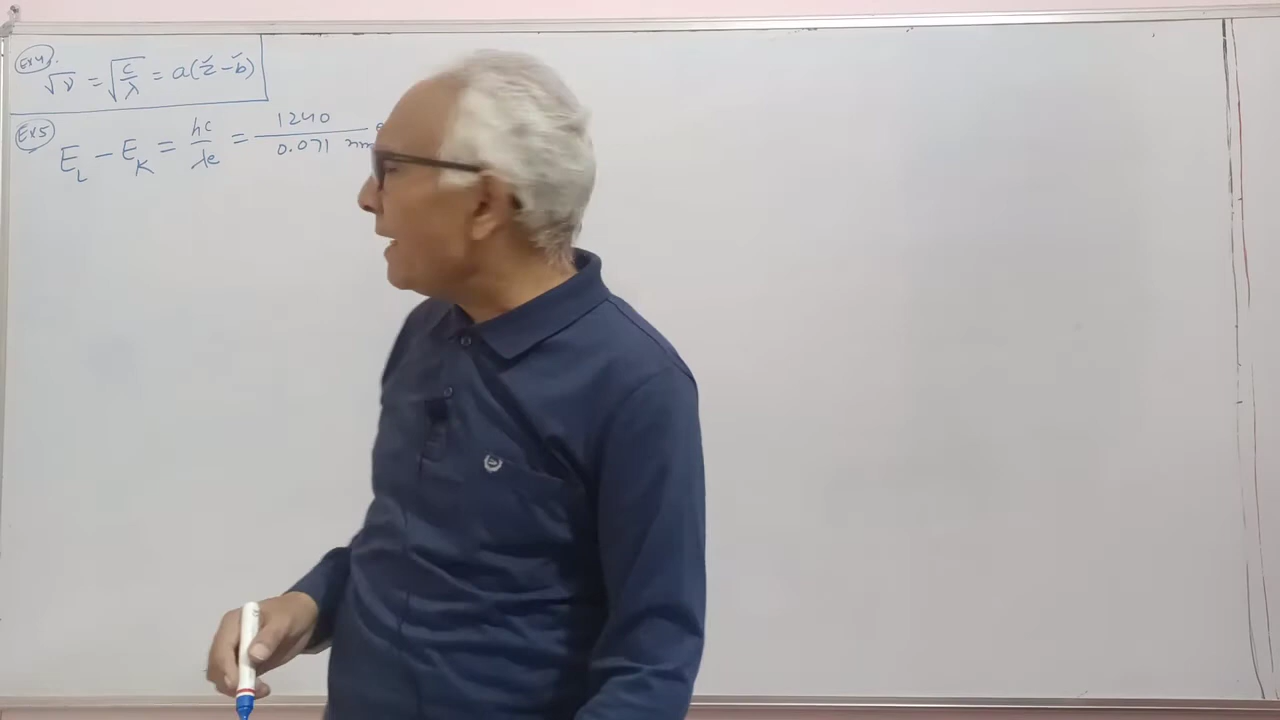 Ex4. √ν = √(c/λ) = a(z-b)
Ex5 E_L - E_K = hc/λe = 1240/0.071 nm